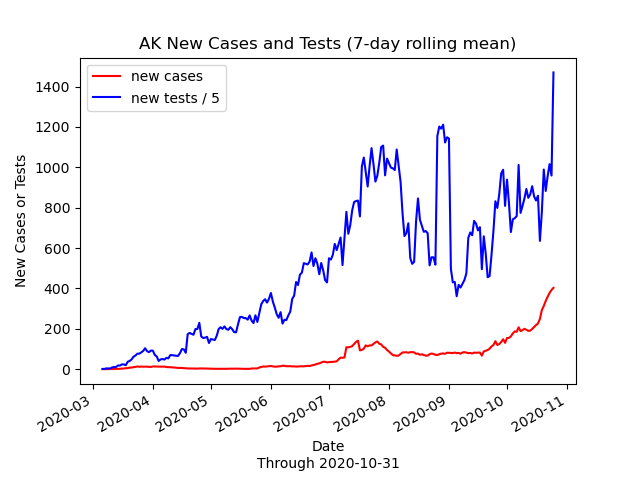 AK New Cases and Tests (7-day rolling mean)
new cases
new tests / 5
New Cases or Tests
1400
1200
1000
800
600
400
200
0
2020-03
2020-04
2020-05
2020-06
2020-07
2020-08
2020-09
2020-10
2020-11
Date
Through 2020-10-31